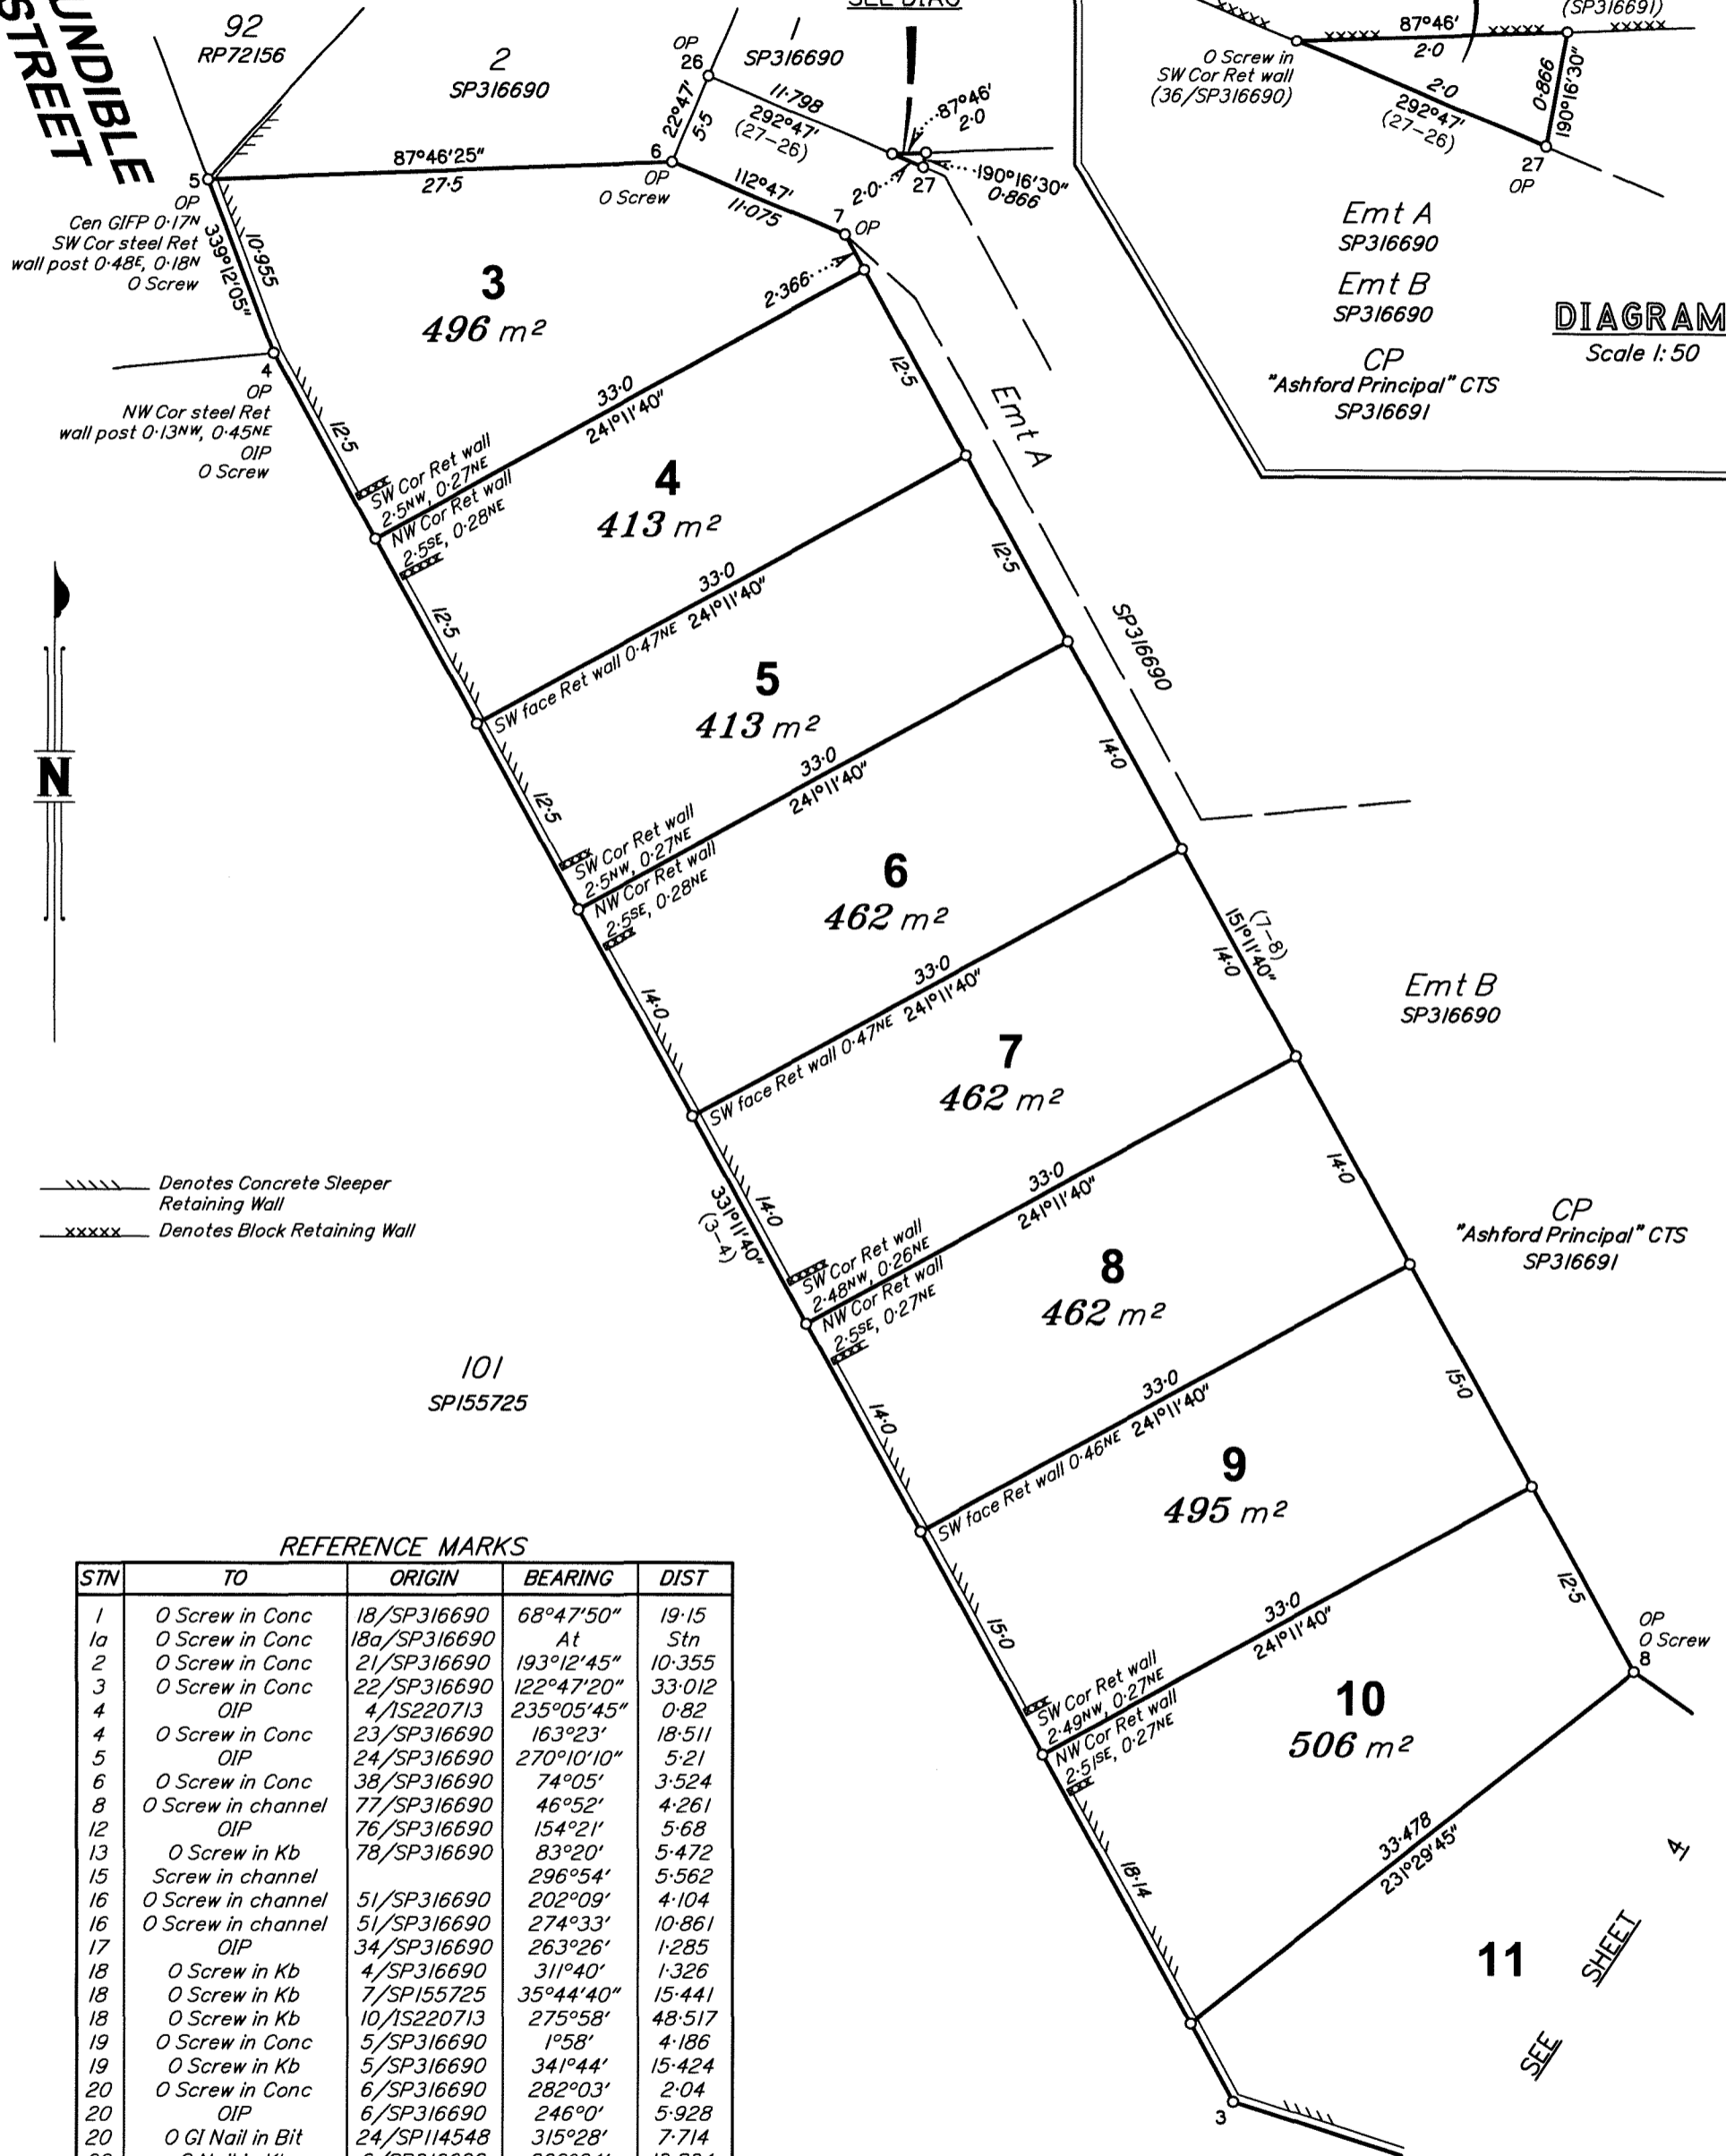 UNDIBLE
STREET
92
RP72156
2
SP316690
1
SP316690
SEE DIAG
OP
26
22°47'
5·5
11·798
292°47'
(27-26)
87°46'
2·0
190°16'30"
0·866
2·0
27
87°46'25"
27·5
6
OP
O Screw
112°47'
11·075
7
OP
5
OP
Cen GIFP 0·17N
SW Cor steel Ret
wall post 0·48E, 0·18N
O Screw
339°12'05"
10·955
4
OP
NW Cor steel Ret
wall post 0·13NW, 0·45NE
OIP
O Screw
(SP316691)
87°46'
2·0
O Screw in
SW Cor Ret wall
(36/SP316690)
2·0
292°47'
(27-26)
0·866
190°16'30"
27
OP
Emt A
SP316690
Emt B
SP316690
CP
"Ashford Principal" CTS
SP316691
DIAGRAM
Scale 1:50
3
496 m²
2·366
12·5
33·0
241°11'40"
12·5
SW Cor Ret wall
2·5NW, 0·27NE
NW Cor Ret wall
2·5SE, 0·28NE
Emt A
SP316690
4
413 m²
12·5
33·0
241°11'40"
12·5
SW face Ret wall 0·47NE
5
413 m²
12·5
33·0
241°11'40"
14·0
SW Cor Ret wall
2·5NW, 0·27NE
NW Cor Ret wall
2·5SE, 0·28NE
6
462 m²
14·0
33·0
241°11'40"
SW face Ret wall 0·47NE
(7-8)
151°11'40"
14·0
Emt B
SP316690
7
462 m²
14·0
331°11'40"
(3-4)
33·0
241°11'40"
14·0
SW Cor Ret wall
2·48NW, 0·26NE
NW Cor Ret wall
2·5SE, 0·27NE
CP
"Ashford Principal" CTS
SP316691
8
462 m²
14·0
33·0
241°11'40"
15·0
SW face Ret wall 0·46NE
9
495 m²
15·0
33·0
241°11'40"
12·5
SW Cor Ret wall
2·49NW, 0·27NE
NW Cor Ret wall
2·51SE, 0·27NE
OP
O Screw
8
10
506 m²
18·14
33·478
231°29'45"
11
SEE SHEET 4
3
N
Denotes Concrete Sleeper
Retaining Wall
Denotes Block Retaining Wall
101
SP155725
REFERENCE MARKS
STN TO ORIGIN BEARING DIST
1 O Screw in Conc 18/SP316690 68°47'50" 19·15
1a O Screw in Conc 18a/SP316690 At Stn
2 O Screw in Conc 21/SP316690 193°12'45" 10·355
3 O Screw in Conc 22/SP316690 122°47'20" 33·012
4 OIP 4/IS220713 235°05'45" 0·82
4 O Screw in Conc 23/SP316690 163°23' 18·511
5 OIP 24/SP316690 270°10'10" 5·21
6 O Screw in Conc 38/SP316690 74°05' 3·524
8 O Screw in channel 77/SP316690 46°52' 4·261
12 OIP 76/SP316690 154°21' 5·68
13 O Screw in Kb 78/SP316690 83°20' 5·472
15 Screw in channel 296°54' 5·562
16 O Screw in channel 51/SP316690 202°09' 4·104
16 O Screw in channel 51/SP316690 274°33' 10·861
17 OIP 34/SP316690 263°26' 1·285
18 O Screw in Kb 4/SP316690 311°40' 1·326
18 O Screw in Kb 7/SP155725 35°44'40" 15·441
18 O Screw in Kb 10/IS220713 275°58' 48·517
19 O Screw in Conc 5/SP316690 1°58' 4·186
19 O Screw in Kb 5/SP316690 341°44' 15·424
20 O Screw in Conc 6/SP316690 282°03' 2·04
20 OIP 6/SP316690 246°0' 5·928
20 O GI Nail in Bit 24/SP114548 315°28' 7·714